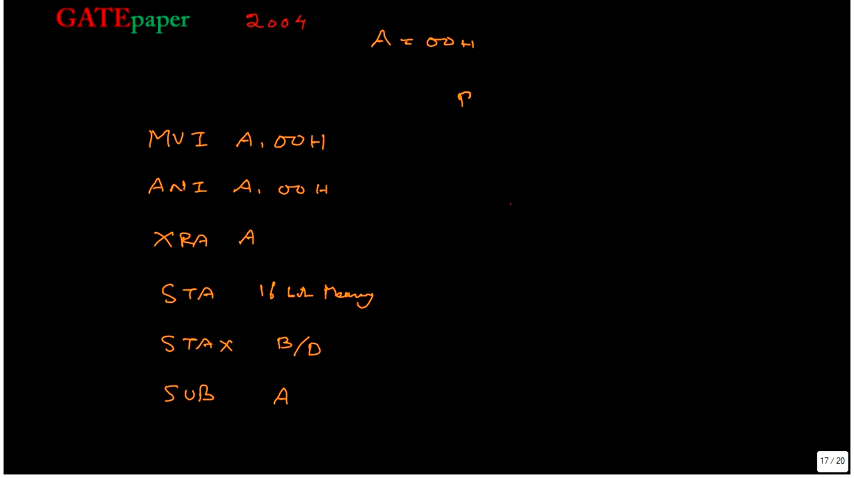 GATEpaper 2004
A = 00H
MVI A, 00H
ANI A, 00H
XRA A
STA 16 bit Memory
STAX B/D
SUB A
17 / 20